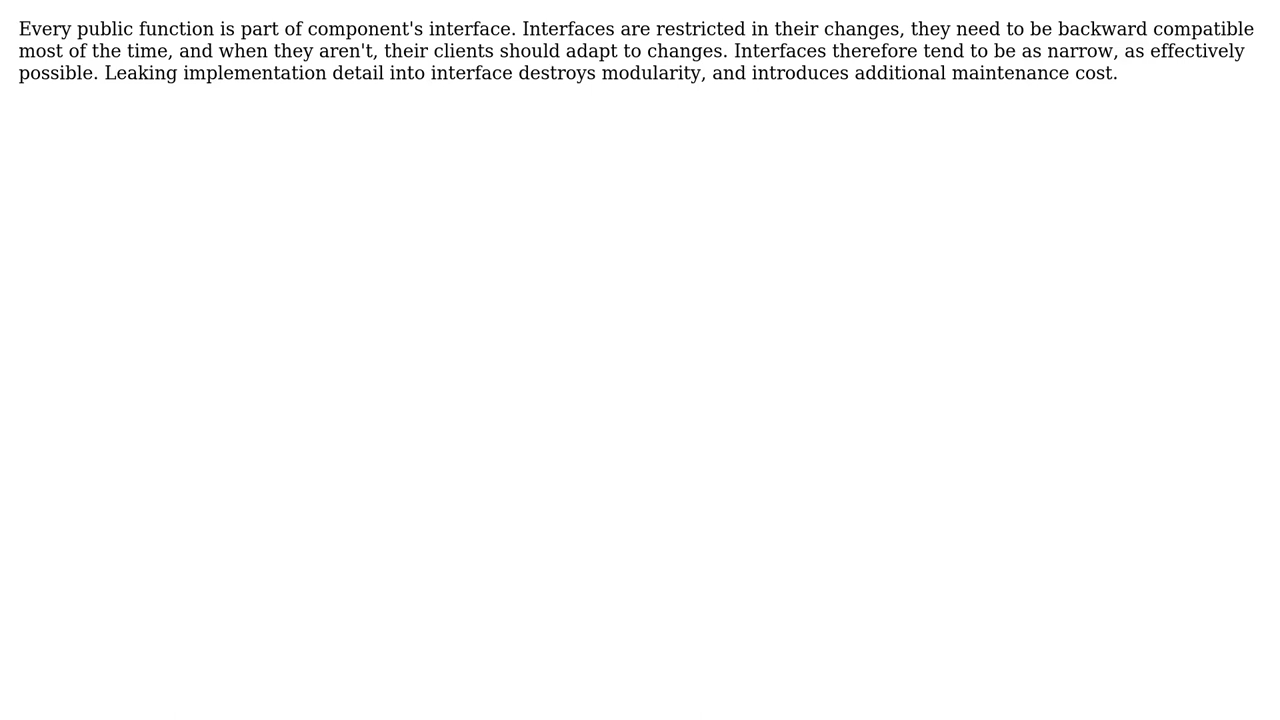 Every public function is part of component's interface. Interfaces are restricted in their changes, they need to be backward compatible
most of the time, and when they aren't, their clients should adapt to changes. Interfaces therefore tend to be as narrow, as effectively
possible. Leaking implementation detail into interface destroys modularity, and introduces additional maintenance cost.